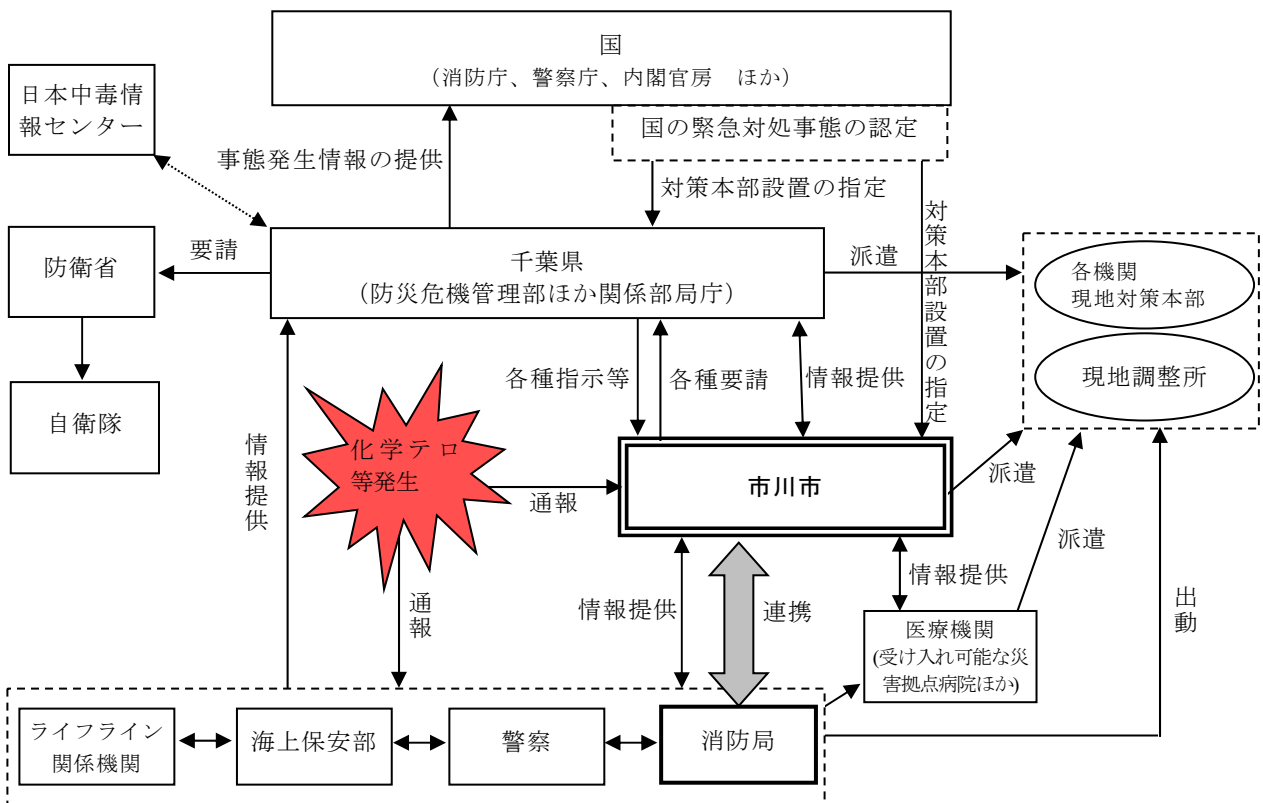 国
（消防庁、警察庁、内閣官房　ほか）
日本中毒情
報センター
国の緊急対処事態の認定
事態発生情報の提供
対策本部設置の指定
対策本部設置の指定
防衛省
要請
千葉県
（防災危機管理部ほか関係部局庁）
派遣
各機関
現地対策本部
現地調整所
自衛隊
各種指示等
各種要請
情報提供
情報提供
化学テロ
等発生
通報
市川市
派遣
通報
情報提供
連携
情報提供
派遣
出動
医療機関
(受け入れ可能な災
害拠点病院ほか)
ライフライン
関係機関
海上保安部
警察
消防局